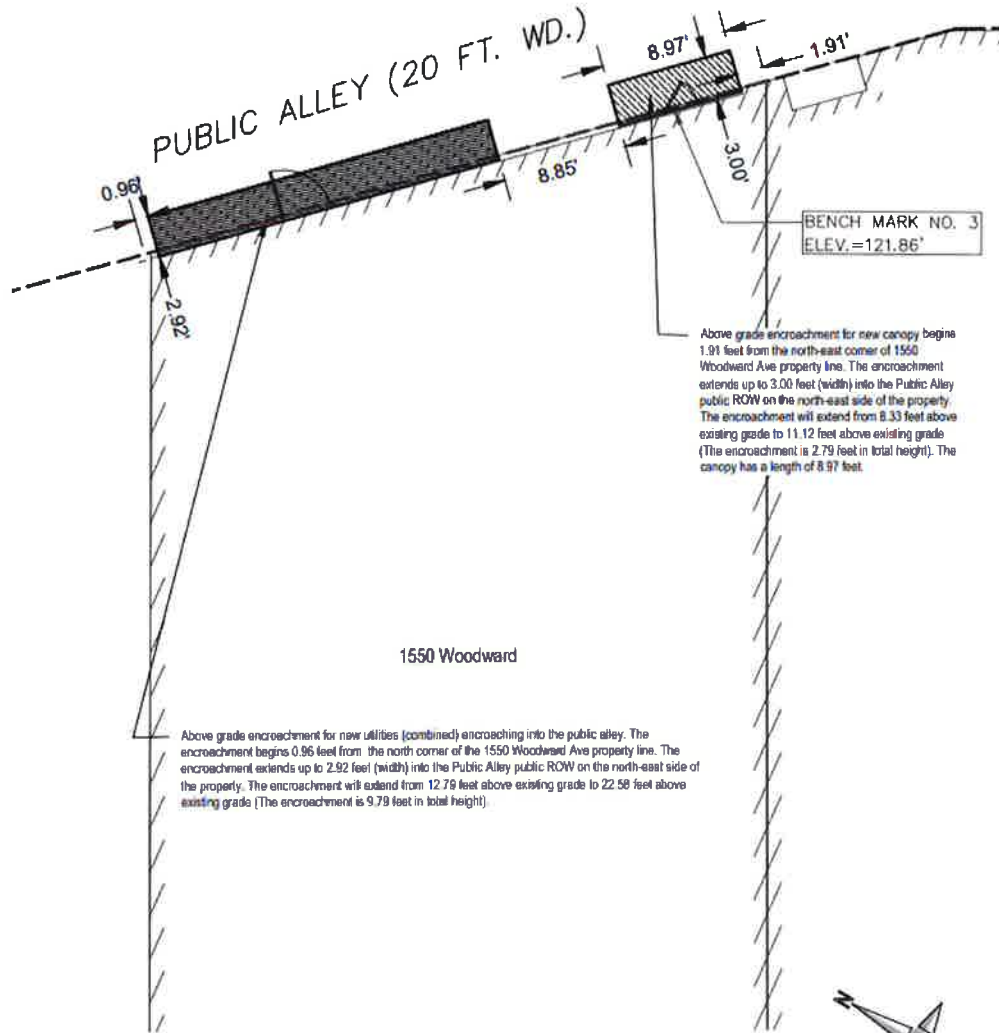 PUBLIC ALLEY (20 FT. WD.)
8.97'
1.91'
0.96'
8.85'
3.00'
2.92'
BENCH MARK NO. 3
ELEV.=121.86'
Above grade encroachment for new canopy begins
1.91 feet from the north-east corner of 1550
Woodward Ave property line. The encroachment
extends up to 3.00 feet (width) into the Public Alley
public ROW on the north-east side of the property.
The encroachment will extend from 8.33 feet above
existing grade to 11.12 feet above existing grade
(The encroachment is 2.79 feet in total height). The
canopy has a length of 8.97 feet.
1550 Woodward
Above grade encroachment for new utilities (combined) encroaching into the public alley. The
encroachment begins 0.96 feet from the north corner of the 1550 Woodward Ave property line. The
encroachment extends up to 2.92 feet (width) into the Public Alley public ROW on the north-east side of
the property. The encroachment will extend from 12.79 feet above existing grade to 22.58 feet above
existing grade (The encroachment is 9.79 feet in total height).
N